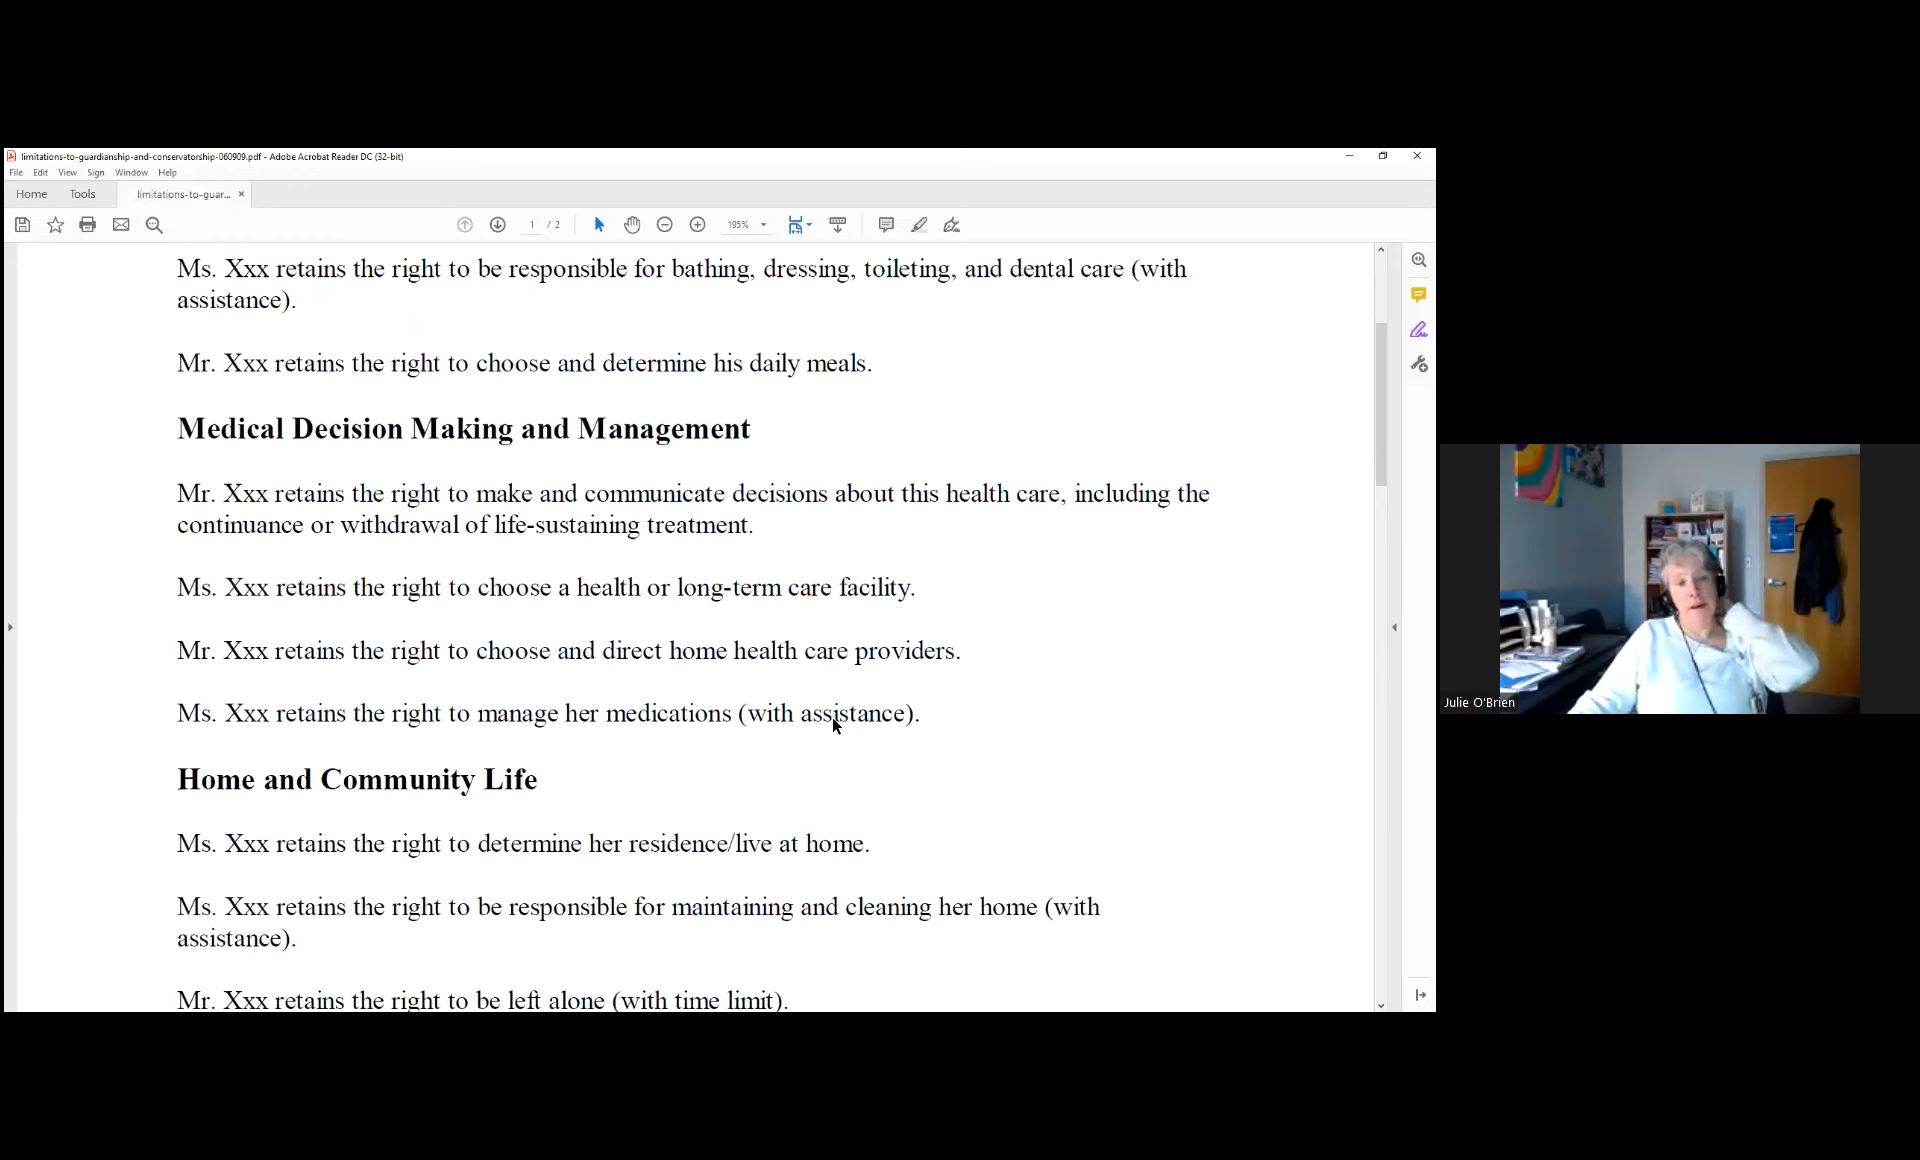 limitations-to-guardianship-and-conservatorship-060909.pdf - Adobe Acrobat Reader DC (32-bit)
File Edit View Sign Window Help
Home Tools limitations-to-guar... ×
1 / 2 195%
Ms. Xxx retains the right to be responsible for bathing, dressing, toileting, and dental care (with
assistance).
Mr. Xxx retains the right to choose and determine his daily meals.
Medical Decision Making and Management
Mr. Xxx retains the right to make and communicate decisions about this health care, including the
continuance or withdrawal of life-sustaining treatment.
Ms. Xxx retains the right to choose a health or long-term care facility.
Mr. Xxx retains the right to choose and direct home health care providers.
Ms. Xxx retains the right to manage her medications (with assistance).
Home and Community Life
Ms. Xxx retains the right to determine her residence/live at home.
Ms. Xxx retains the right to be responsible for maintaining and cleaning her home (with
assistance).
Mr. Xxx retains the right to be left alone (with time limit).
Julie O'Brien